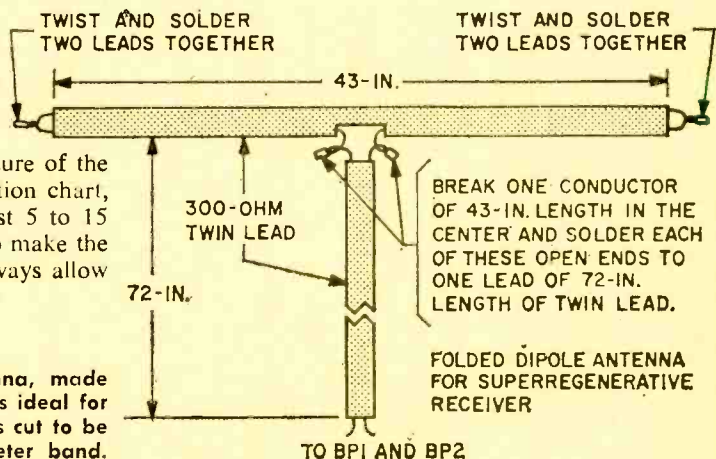 TWIST AND SOLDER
TWO LEADS TOGETHER
TWIST AND SOLDER
TWO LEADS TOGETHER
43-IN.
ure of the
tion chart,
st 5 to 15
o make the
ways allow
300-OHM
TWIN LEAD
72-IN.
BREAK ONE CONDUCTOR
OF 43-IN. LENGTH IN THE
CENTER AND SOLDER EACH
OF THESE OPEN ENDS TO
ONE LEAD OF 72-IN.
LENGTH OF TWIN LEAD.
FOLDED DIPOLE ANTENNA
FOR SUPERREGENERATIVE
RECEIVER
nna, made
s ideal for
s cut to be
eter band.
TO BP1 AND BP2